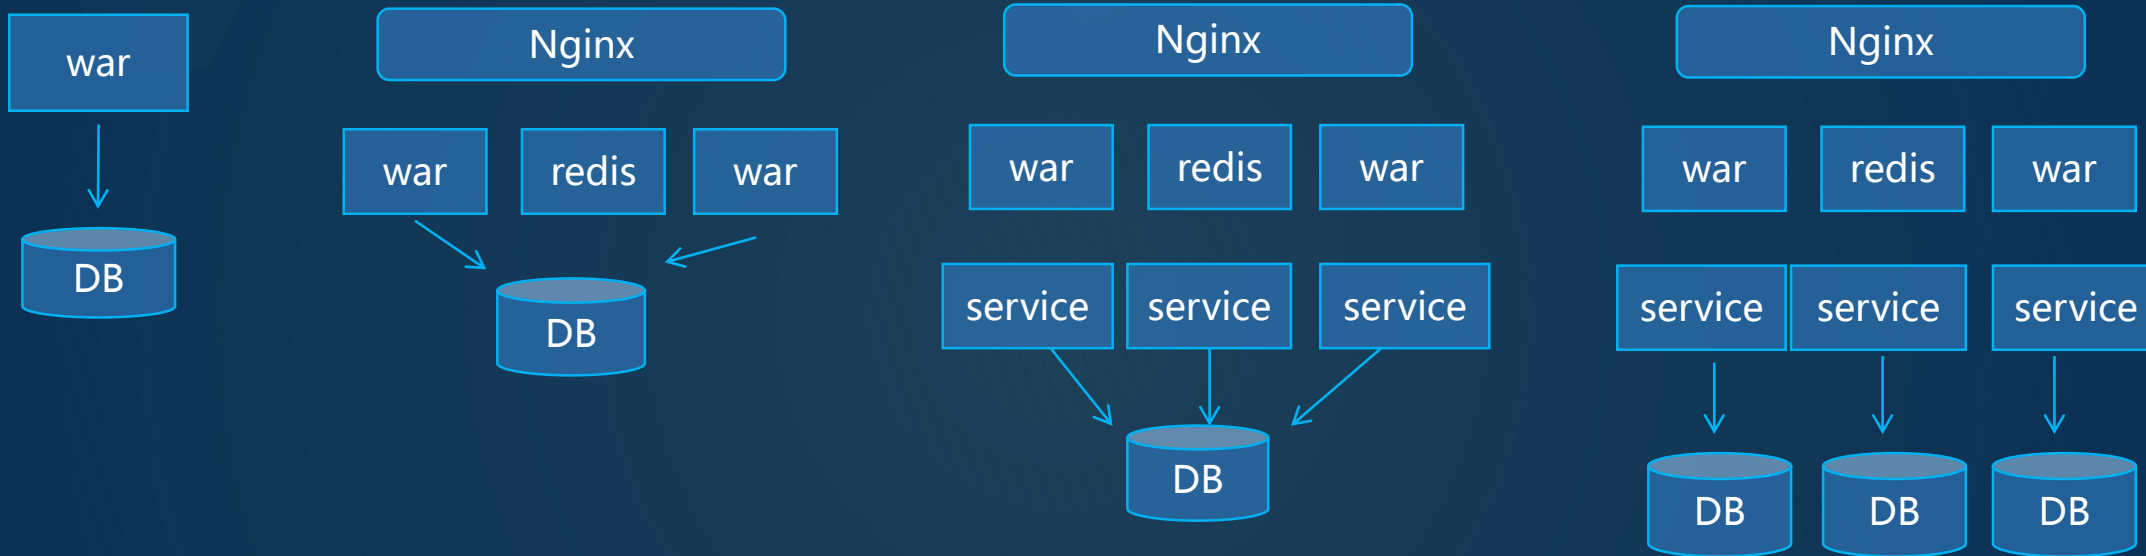 war
DB
Nginx
war redis war
DB
Nginx
war redis war
service service service
DB
Nginx
war redis war
service service service
DB DB DB